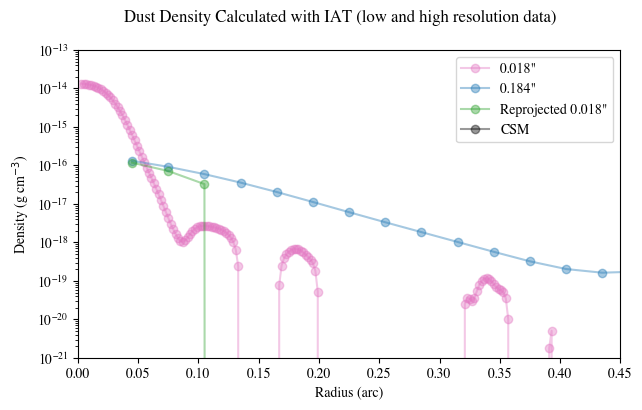 Dust Density Calculated with IAT (low and high resolution data)
10⁻¹³
10⁻¹⁴
10⁻¹⁵
10⁻¹⁶
10⁻¹⁷
10⁻¹⁸
10⁻¹⁹
10⁻²⁰
10⁻²¹
Density (g cm⁻³)
0.018"
0.184"
Reprojected 0.018"
CSM
0.00 0.05 0.10 0.15 0.20 0.25 0.30 0.35 0.40 0.45
Radius (arc)